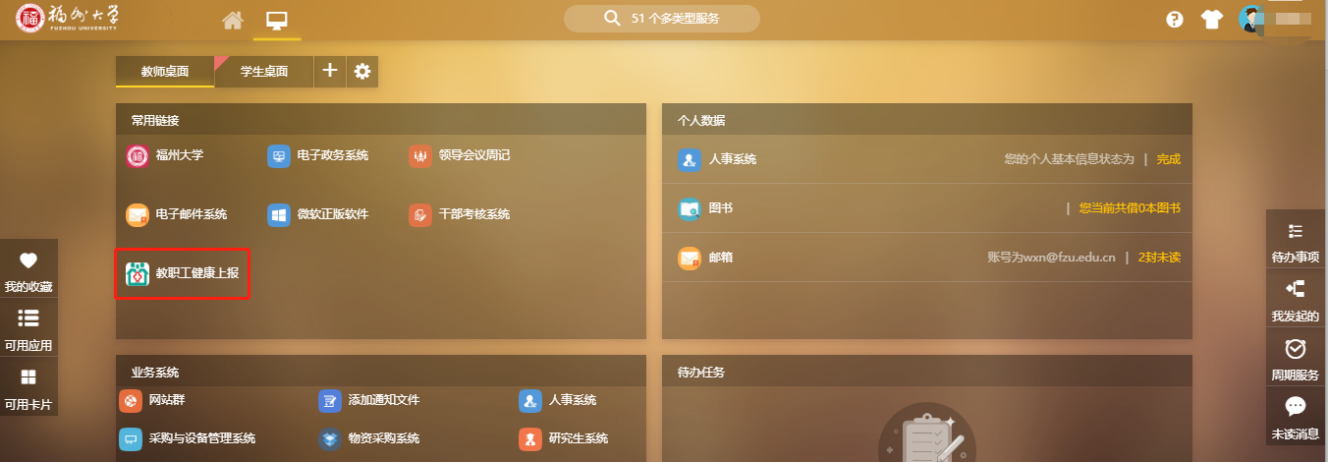 福州大学
FUZHOU UNIVERSITY
51 个多类型服务
教师桌面
学生桌面
常用链接
福州大学
电子政务系统
领导会议周记
电子邮件系统
微软正版软件
干部考核系统
教职工健康上报
个人数据
人事系统
您的个人基本信息状态为 | 完成
图书
| 您当前共借0本图书
邮箱
账号为wxn@fzu.edu.cn | 2封未读
业务系统
网站群
添加通知文件
人事系统
采购与设备管理系统
物资采购系统
研究生系统
待办任务
我的收藏
可用应用
可用卡片
待办事项
我发起的
周期服务
未读消息